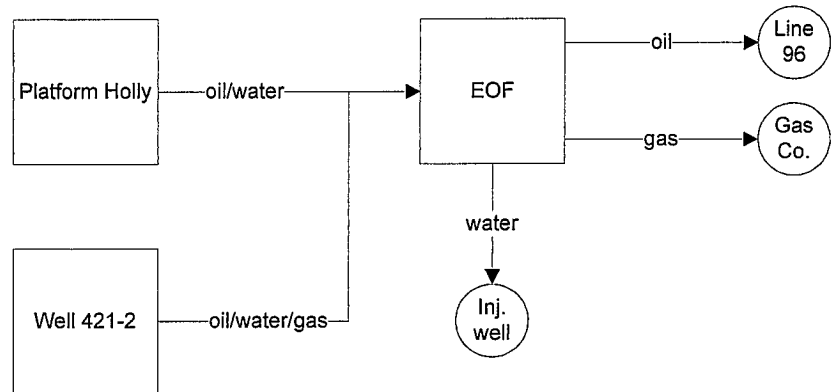 Platform Holly
oil/water
EOF
oil
Line
96
gas
Gas
Co.
water
Inj.
well
Well 421-2
oil/water/gas